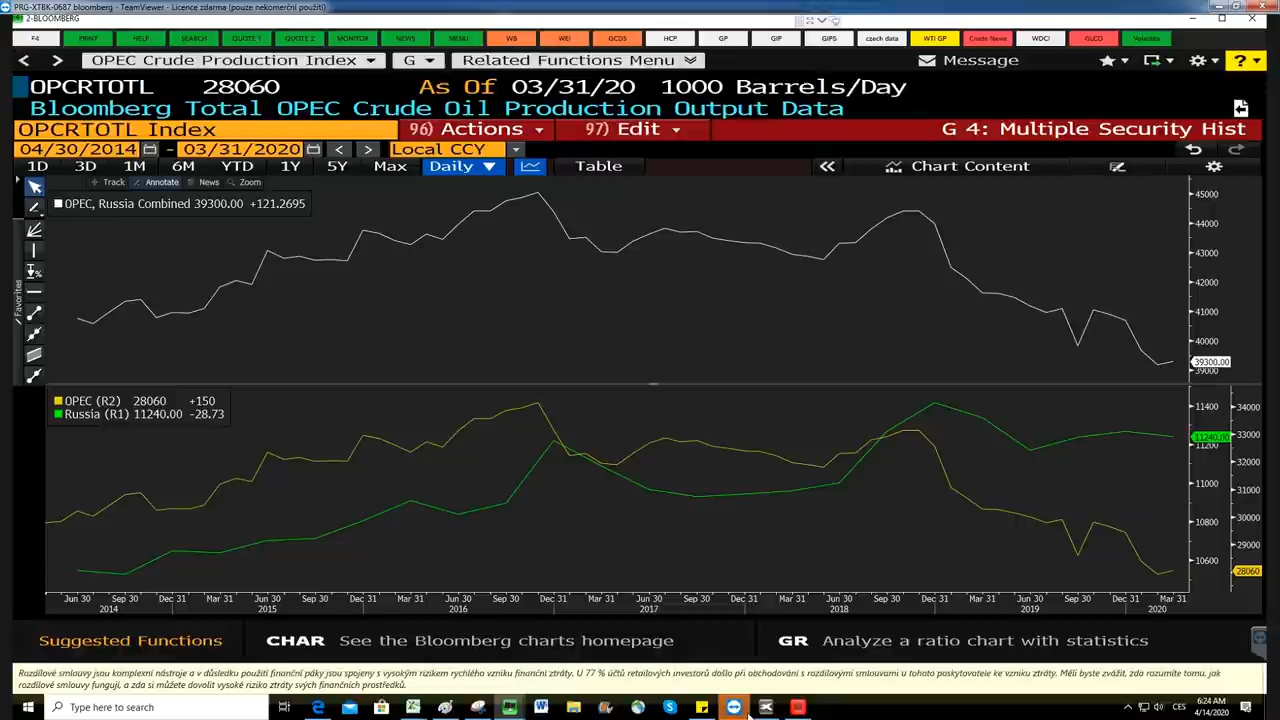 PRG-XTBK-0687 bloomberg - TeamViewer - Licence zdarma (pouze nekomerční použití)
2-BLOOMBERG
F4 PRINT HELP SEARCH QUOTE 1 QUOTE 2 MONITOR NEWS MENU WB WEI GCDS HCP GP GIP GIPS czech data WTI GP Crude News WDCI GLCO Volatilita
OPEC Crude Production Index G Related Functions Menu Message ?
OPCRTOTL 28060 As Of 03/31/20 1000 Barrels/Day
Bloomberg Total OPEC Crude Oil Production Output Data
OPCRTOTL Index 96) Actions 97) Edit G 4: Multiple Security Hist
04/30/2014 - 03/31/2020 < > Local CCY
1D 3D 1M 6M YTD 1Y 5Y Max Daily Table « Chart Content
Track Annotate News Zoom
OPEC, Russia Combined 39300.00 +121.2695
Favorites
45000
44000
43000
42000
41000
40000
39300.00
39000
OPEC (R2) 28060 +150
Russia (R1) 11240.00 -28.73
11400 34000
11240.00 33000
11200
32000
11000 31000
10800 30000
29000
10600
28060
Jun 30 Sep 30 Dec 31 Mar 31 Jun 30 Sep 30 Dec 31 Mar 31 Jun 30 Sep 30 Dec 31 Mar 31 Jun 30 Sep 30 Dec 31 Mar 31 Jun 30 Sep 30 Dec 31 Mar 31 Jun 30 Sep 30 Dec 31 Mar 31
2014 2015 2016 2017 2018 2019 2020
Suggested Functions CHAR See the Bloomberg charts homepage GR Analyze a ratio chart with statistics
Rozdílové smlouvy jsou komplexní nástroje a v důsledku použití finanční páky jsou spojeny s vysokým rizikem rychlého vzniku finanční ztráty. U 77 % účtů retailových investorů došlo při obchodování s rozdílovými smlouvami u tohoto poskytovatele ke vzniku ztráty. Měli byste zvážit, zda rozumíte tomu, jak
rozdílové smlouvy fungují, a zda si můžete dovolit vysoké riziko ztráty svých finančních prostředků.
Type here to search CES 6:24 AM
4/14/2020